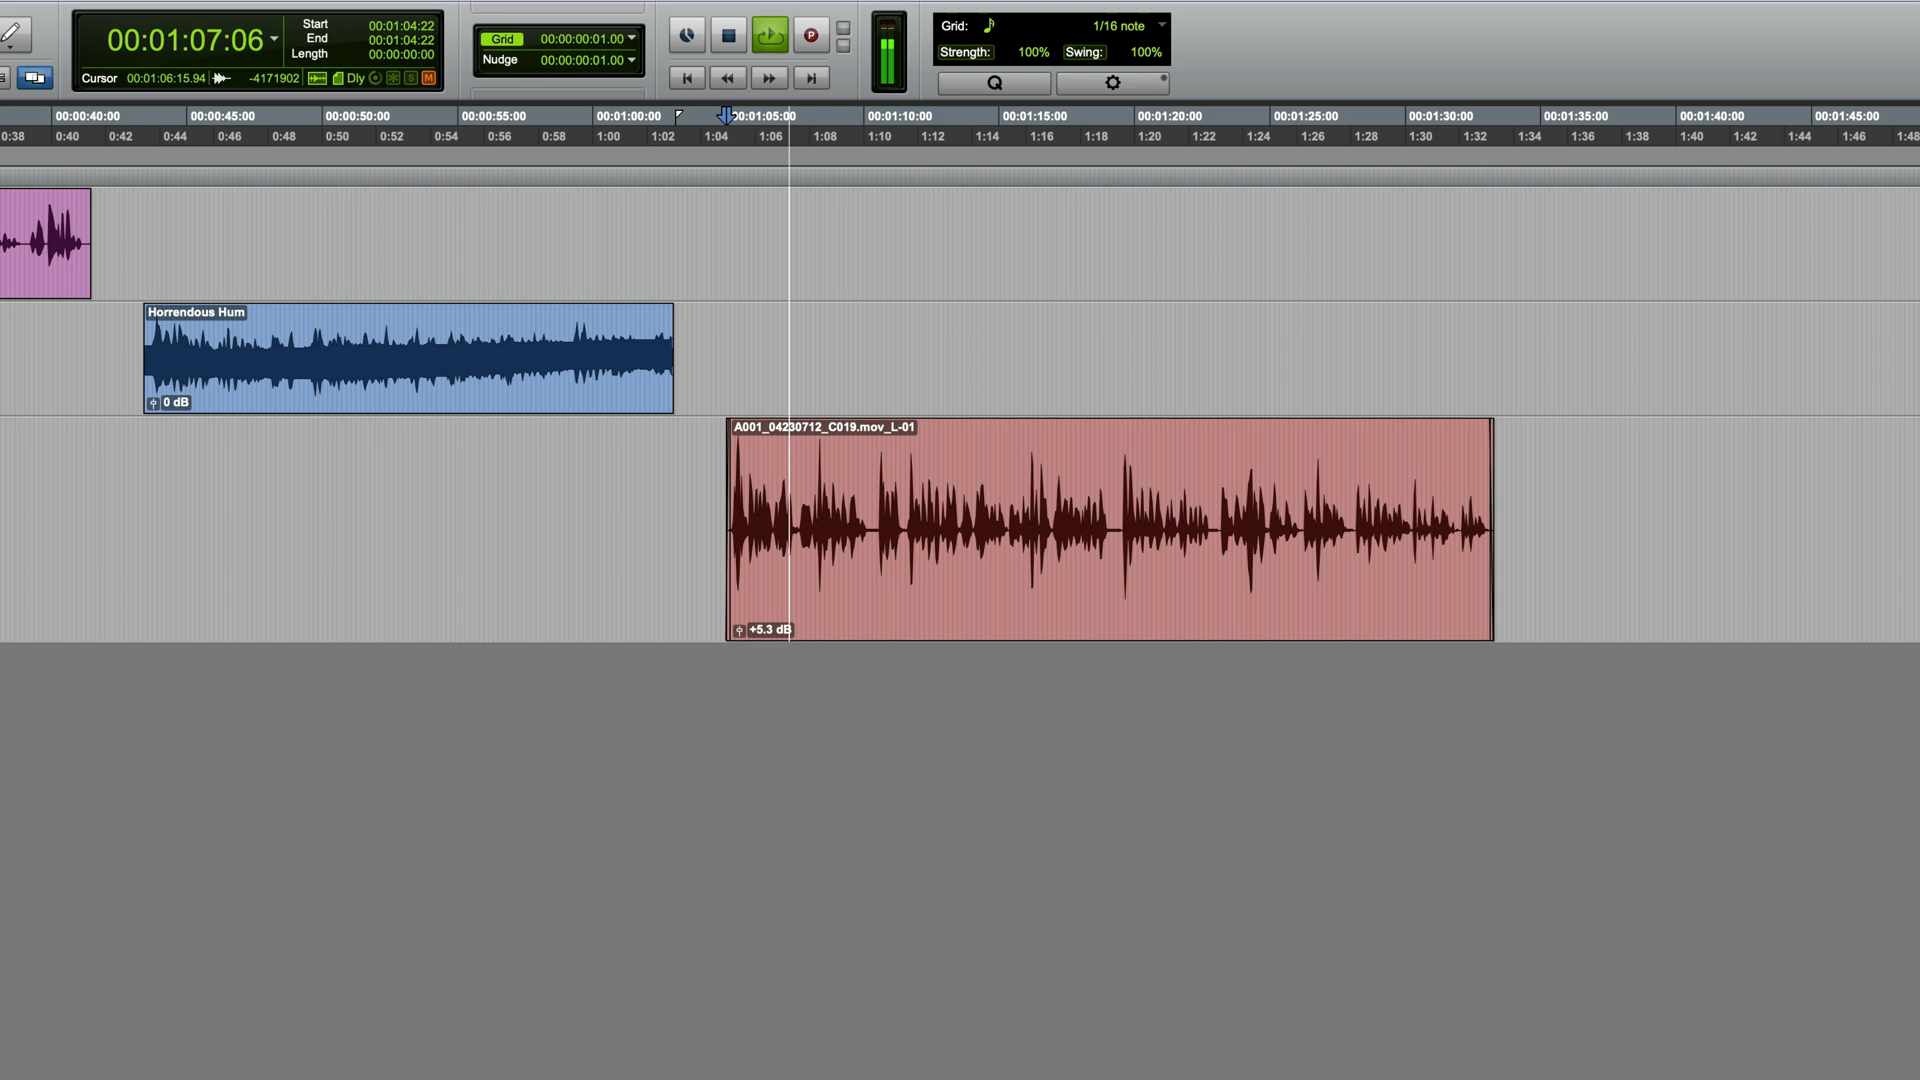 00:01:07:06
Start 00:01:04:22
End 00:01:04:22
Length 00:00:00:00
Cursor 00:01:06:15.94 -4171902 Dly S M
Grid 00:00:00:01.00
Nudge 00:00:00:01.00
P
Grid: 1/16 note
Strength: 100% Swing: 100%
Q
00:00:40:00 00:00:45:00 00:00:50:00 00:00:55:00 00:01:00:00 00:01:05:00 00:01:10:00 00:01:15:00 00:01:20:00 00:01:25:00 00:01:30:00 00:01:35:00 00:01:40:00 00:01:45:00
0:38 0:40 0:42 0:44 0:46 0:48 0:50 0:52 0:54 0:56 0:58 1:00 1:02 1:04 1:06 1:08 1:10 1:12 1:14 1:16 1:18 1:20 1:22 1:24 1:26 1:28 1:30 1:32 1:34 1:36 1:38 1:40 1:42 1:44 1:46 1:48
Horrendous Hum
0 dB
A001_04230712_C019.mov_L-01
+5.3 dB